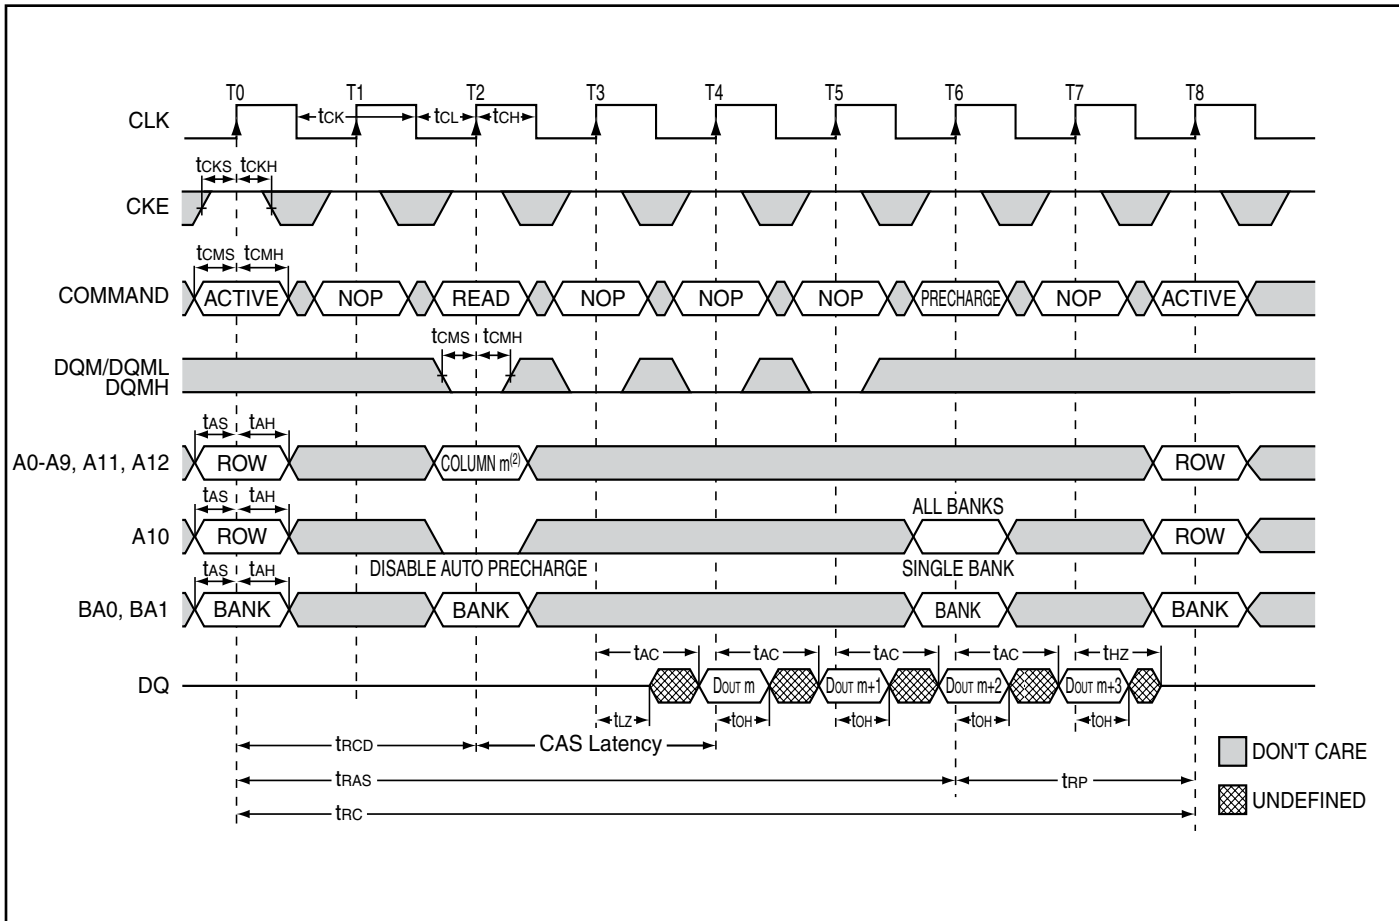 T0 T1 T2 T3 T4 T5 T6 T7 T8
CLK tCK tCL tCH
tCKS tCKH
CKE
tCMS tCMH
COMMAND ACTIVE NOP READ NOP NOP NOP PRECHARGE NOP ACTIVE
tCMS tCMH
DQM/DQML
DQMH
tAS tAH
A0-A9, A11, A12 ROW COLUMN m(2) ROW
tAS tAH ALL BANKS
A10 ROW ROW
DISABLE AUTO PRECHARGE SINGLE BANK
tAS tAH
BA0, BA1 BANK BANK BANK BANK
tAC tAC tAC tAC tHZ
DQ DOUT m DOUT m+1 DOUT m+2 DOUT m+3
tLZ tOH tOH tOH tOH
tRCD CAS Latency
DON'T CARE
tRAS tRP
UNDEFINED
tRC